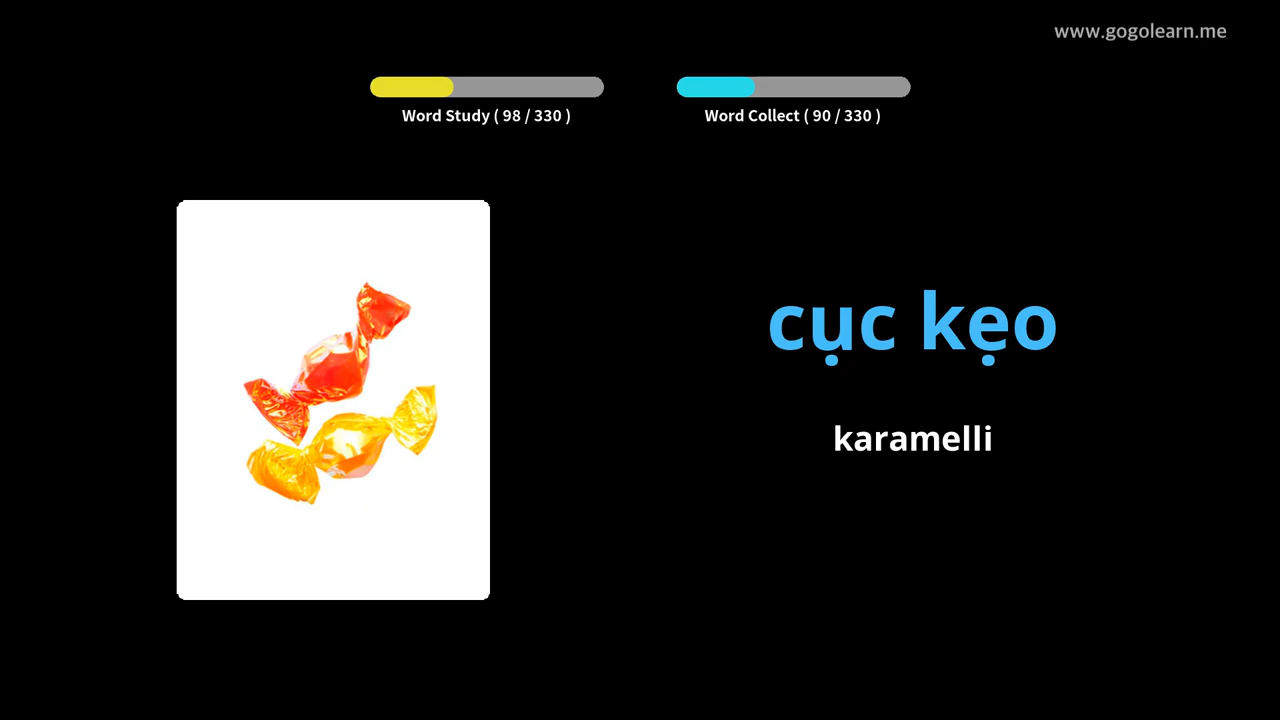 www.gogolearn.me
Word Study ( 98 / 330 )
Word Collect ( 90 / 330 )
cục kẹo
karamelli